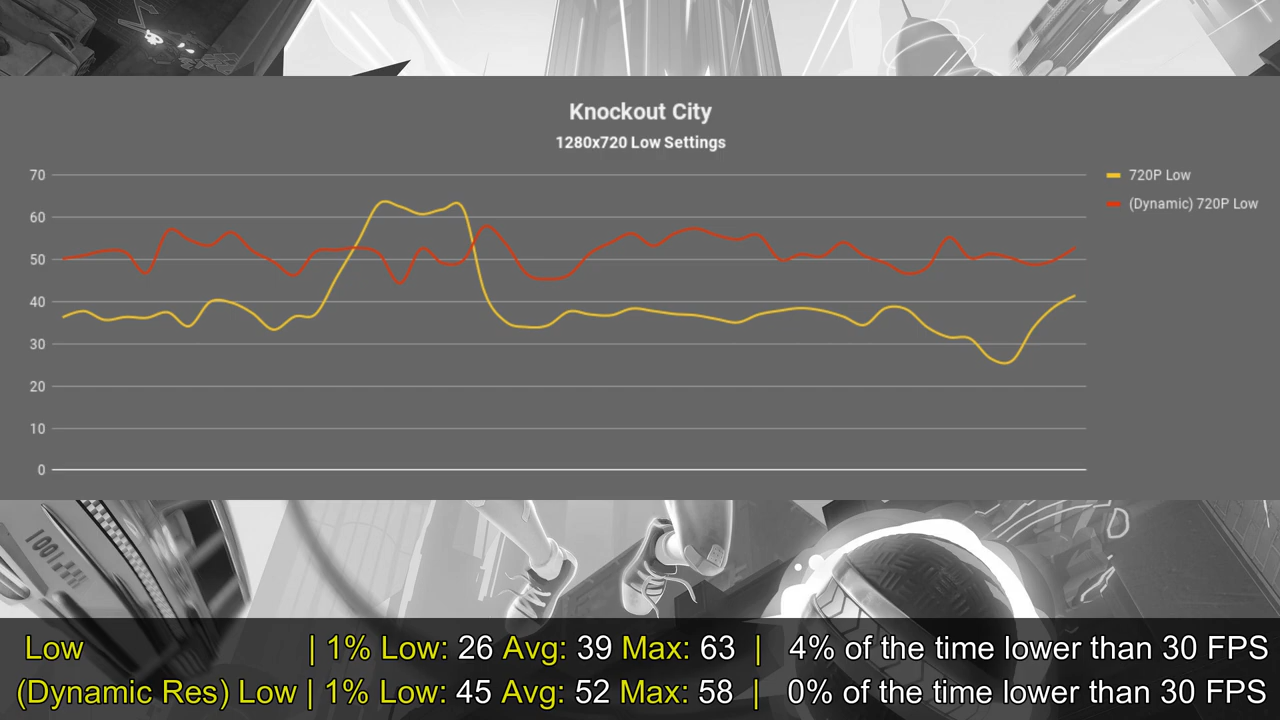 Knockout City
1280x720 Low Settings
70
60
50
40
30
20
10
0
720P Low
(Dynamic) 720P Low
1001
Low | 1% Low: 26 Avg: 39 Max: 63 | 4% of the time lower than 30 FPS
(Dynamic Res) Low | 1% Low: 45 Avg: 52 Max: 58 | 0% of the time lower than 30 FPS